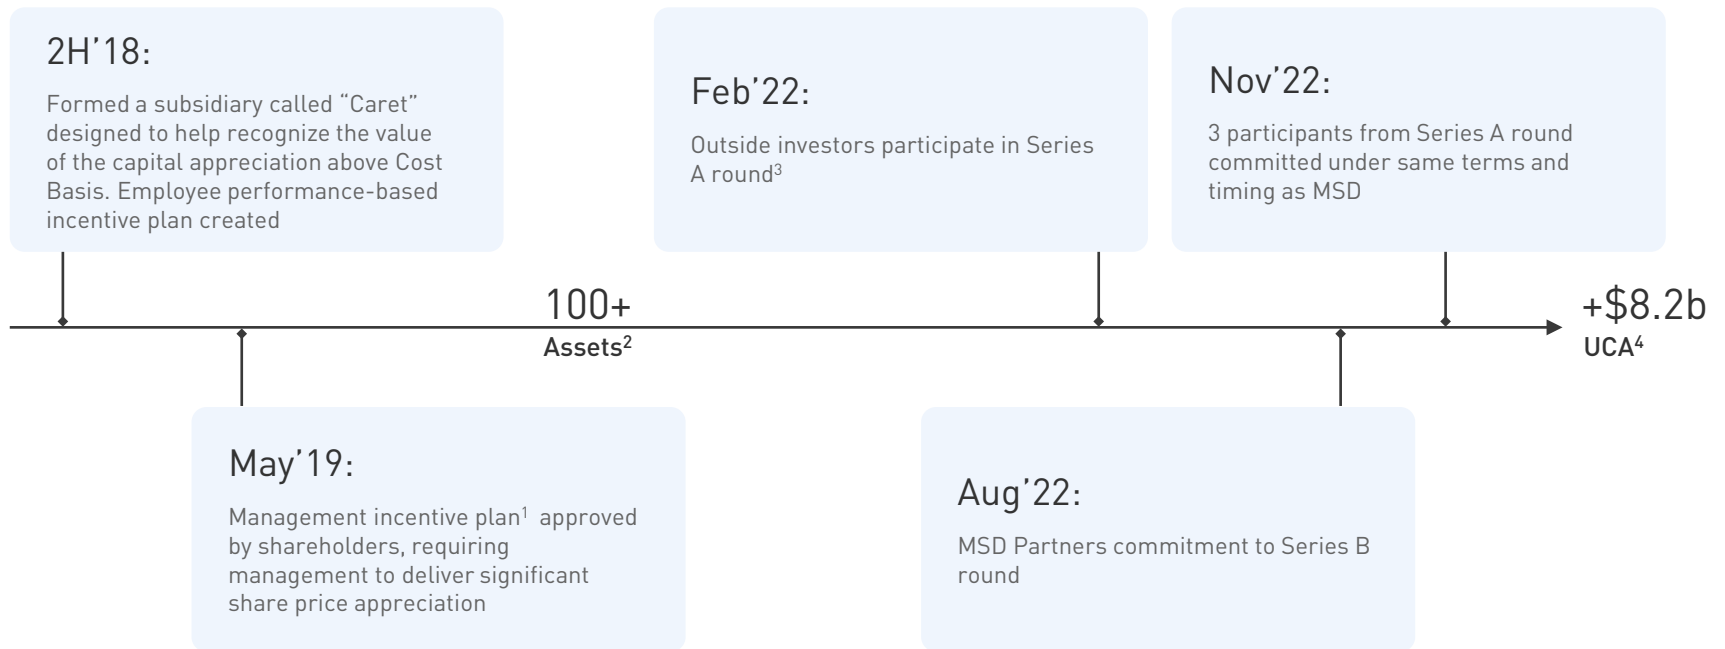 2H’18:
Formed a subsidiary called “Caret”
designed to help recognize the value
of the capital appreciation above Cost
Basis. Employee performance-based
incentive plan created
Feb’22:
Outside investors participate in Series
A round³
Nov’22:
3 participants from Series A round
committed under same terms and
timing as MSD
100+
Assets²
+$8.2b
UCA⁴
May’19:
Management incentive plan¹ approved
by shareholders, requiring
management to deliver significant
share price appreciation
Aug’22:
MSD Partners commitment to Series B
round